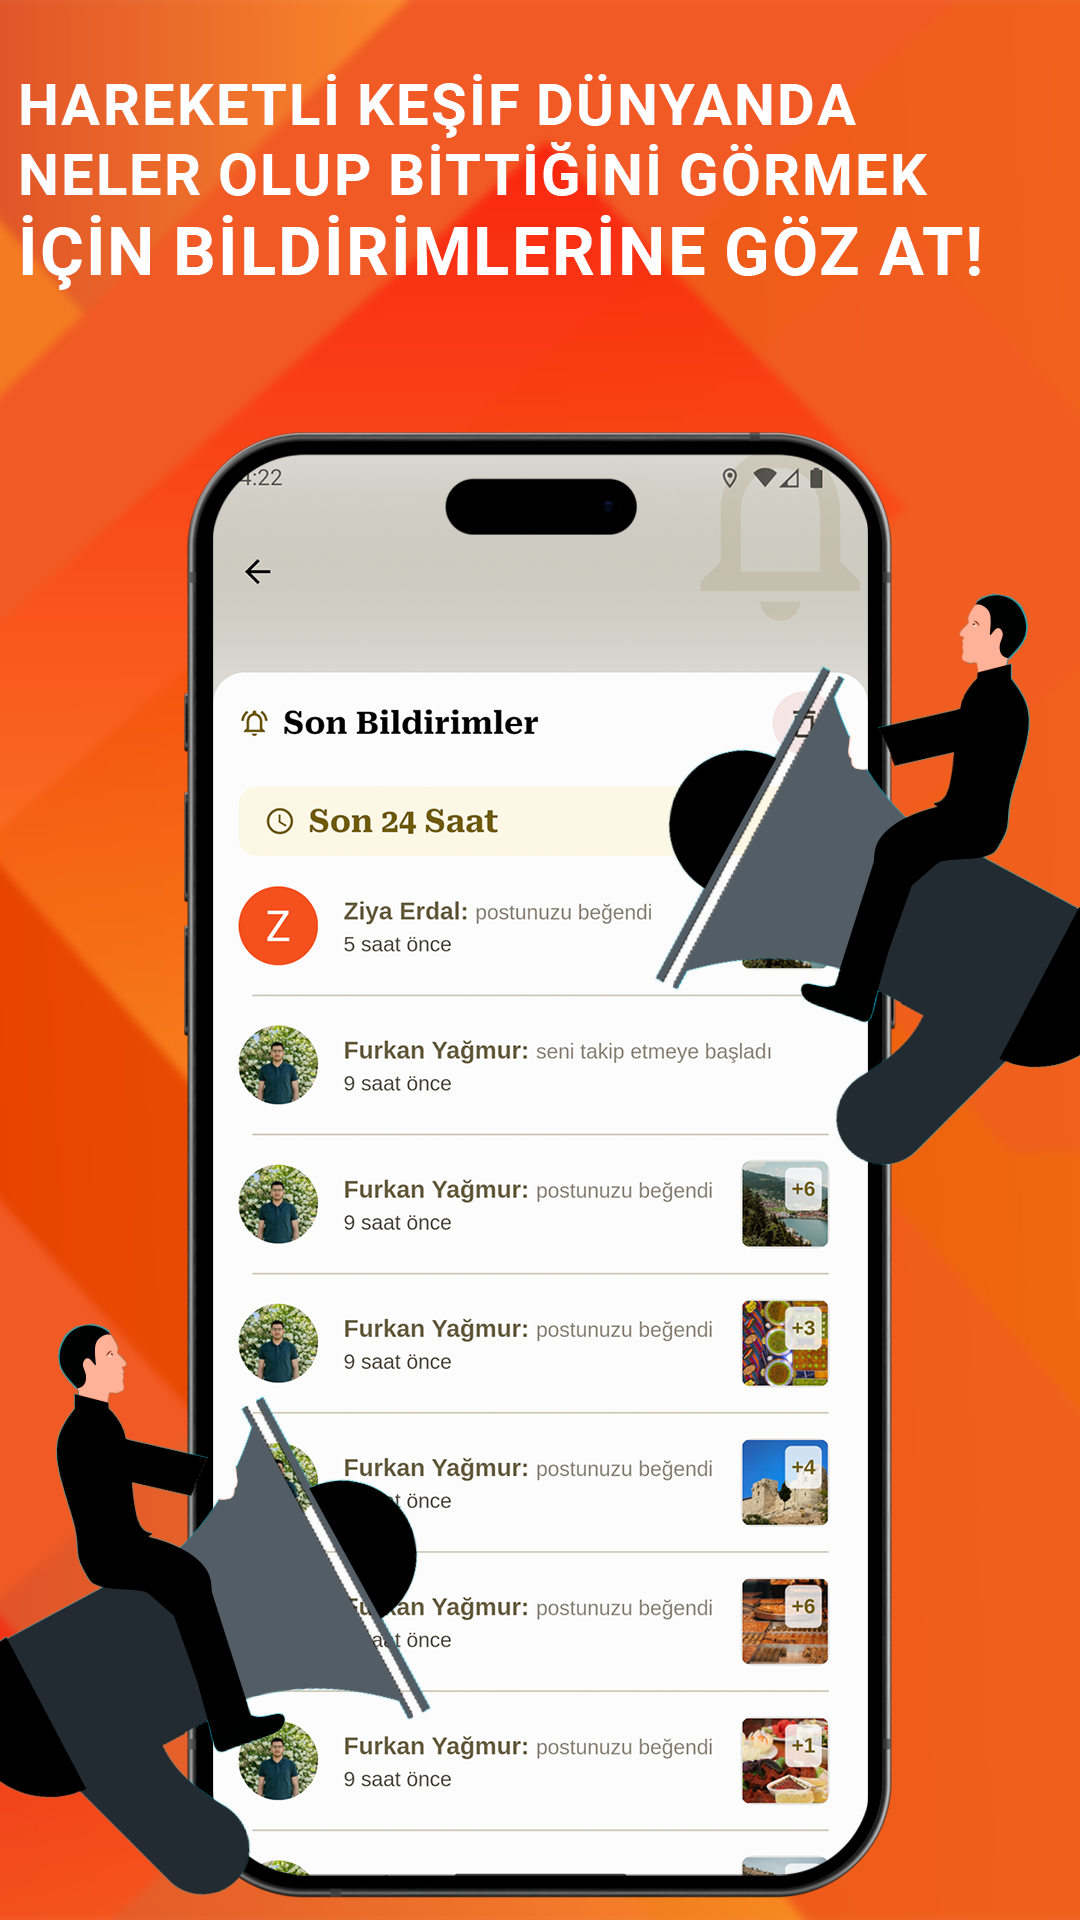 HAREKETLİ KEŞİF DÜNYANDA
NELER OLUP BİTTİĞİNİ GÖRMEK
İÇİN BİLDİRİMLERİNE GÖZ AT!
4:22
Son Bildirimler
Son 24 Saat
Z
Ziya Erdal: postunuzu beğendi
5 saat önce
Furkan Yağmur: seni takip etmeye başladı
9 saat önce
Furkan Yağmur: postunuzu beğendi
+6
9 saat önce
Furkan Yağmur: postunuzu beğendi
+3
9 saat önce
Furkan Yağmur: postunuzu beğendi
+4
önce
Yağmur: postunuzu beğendi
+6
önce
Furkan Yağmur: postunuzu beğendi
+1
9 saat önce